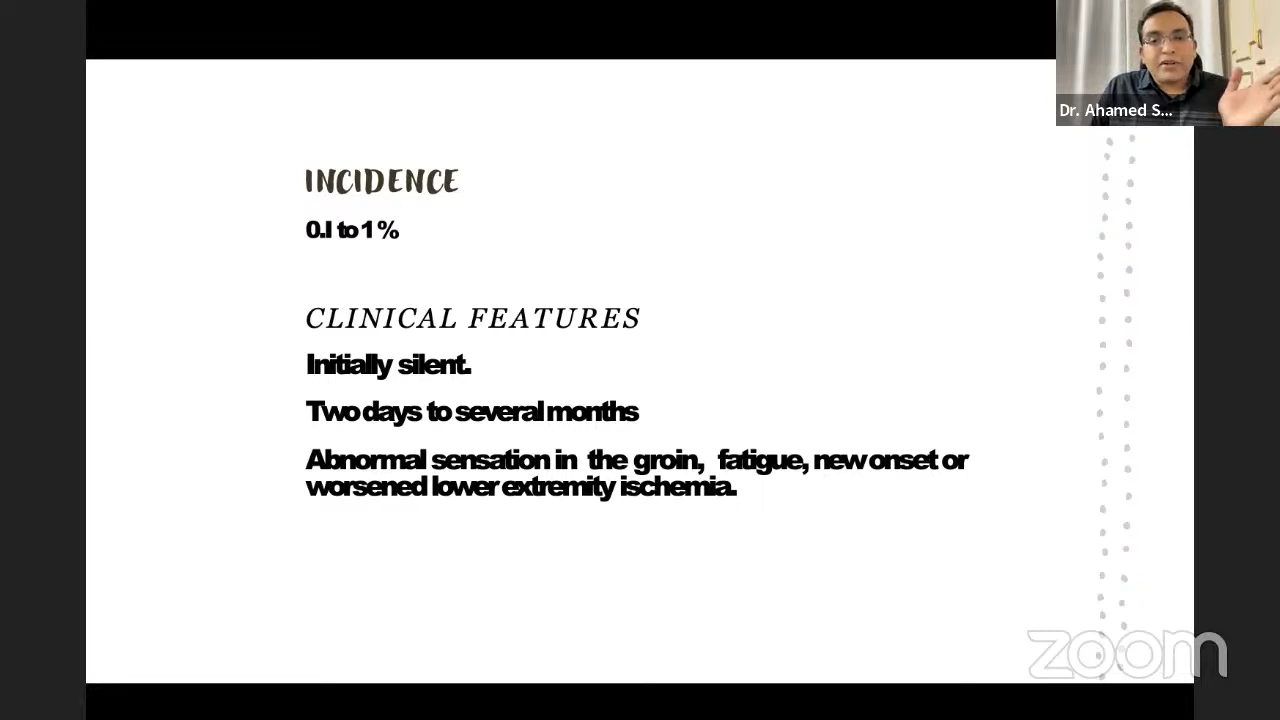 Dr. Ahamed S...
INCIDENCE
0.I to 1 %
CLINICAL FEATURES
Initially silent.
Two days to several months
Abnormal sensation in the groin, fatigue, new onset or
worsened lower extremity ischemia.
zoom